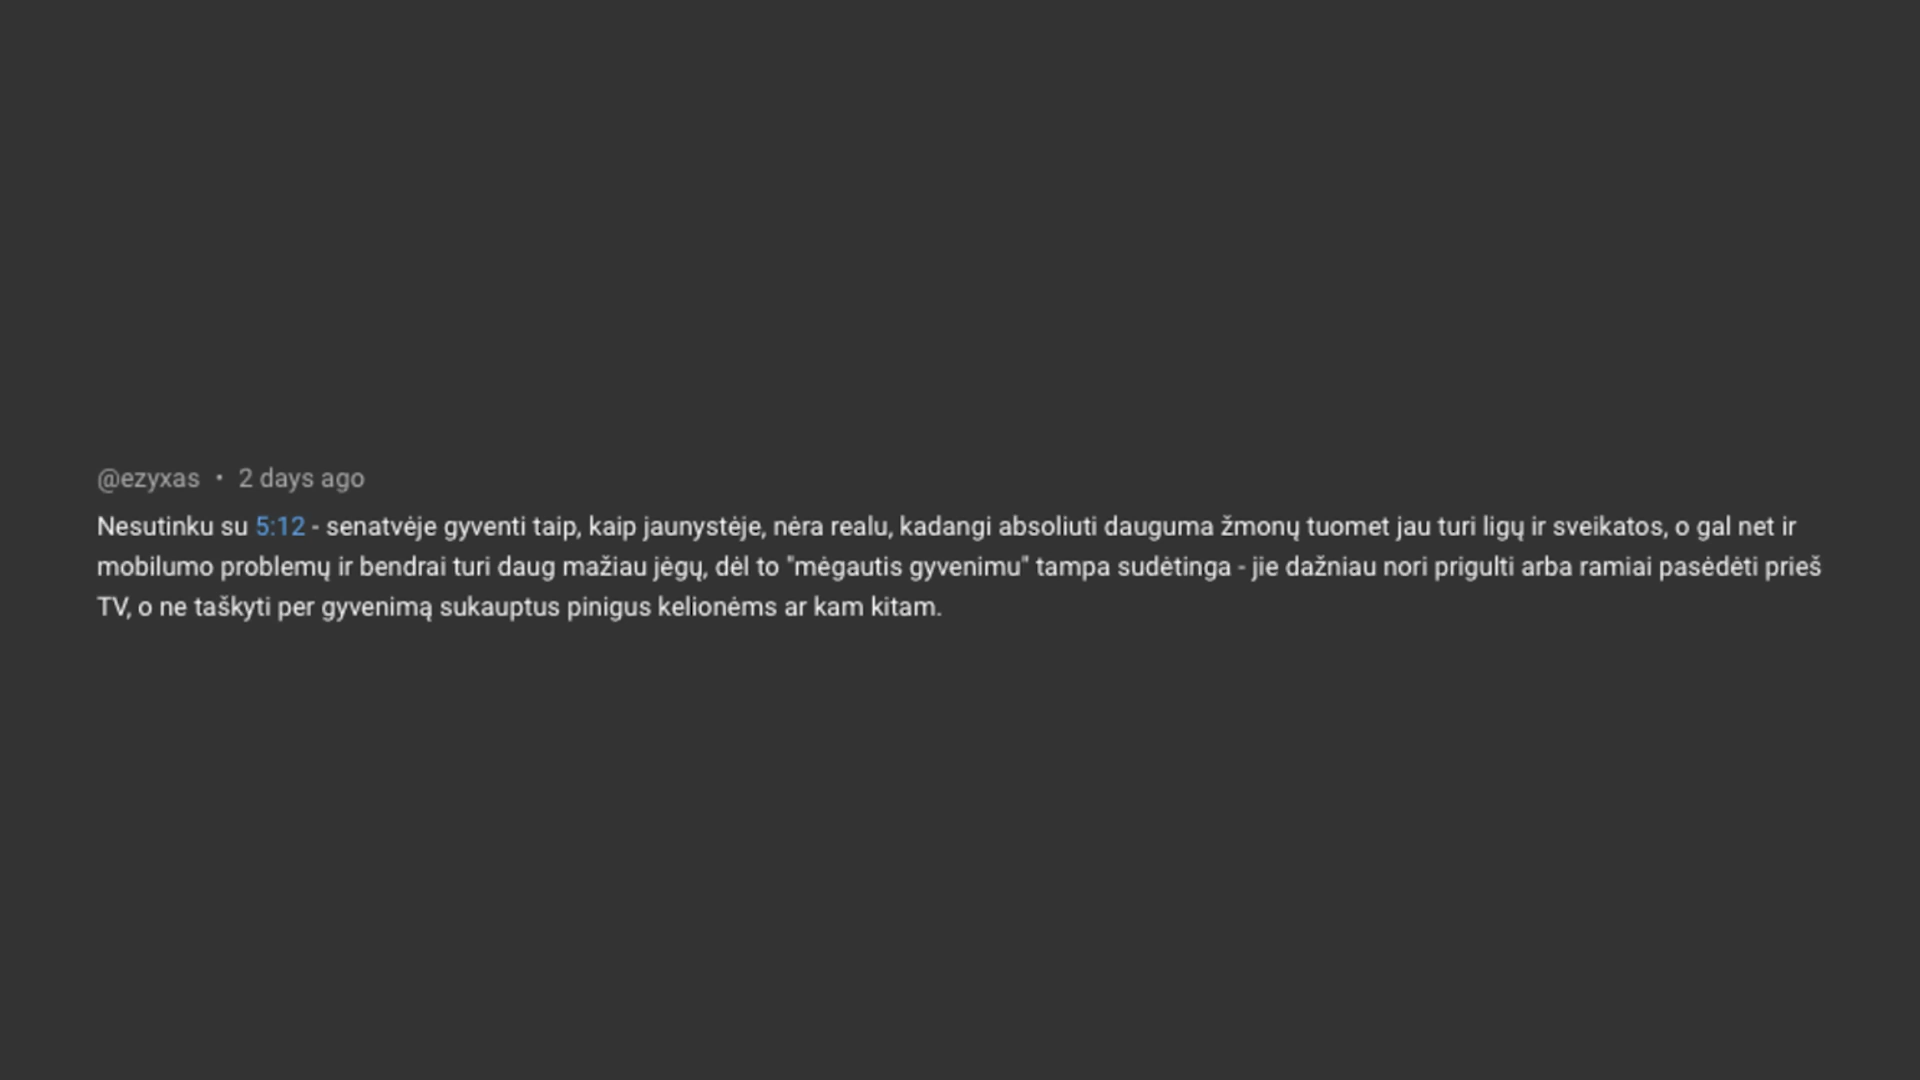 @ezyxas • 2 days ago
Nesutinku su 5:12 - senatvėje gyventi taip, kaip jaunystėje, nėra realu, kadangi absoliuti dauguma žmonų tuomet jau turi ligų ir sveikatos, o gal net ir
mobilumo problemų ir bendrai turi daug mažiau jėgų, dėl to "mėgautis gyvenimu" tampa sudėtinga - jie dažniau nori prigulti arba ramiai pasėdėti prieš
TV, o ne taškyti per gyvenimą sukauptus pinigus kelionėms ar kam kitam.